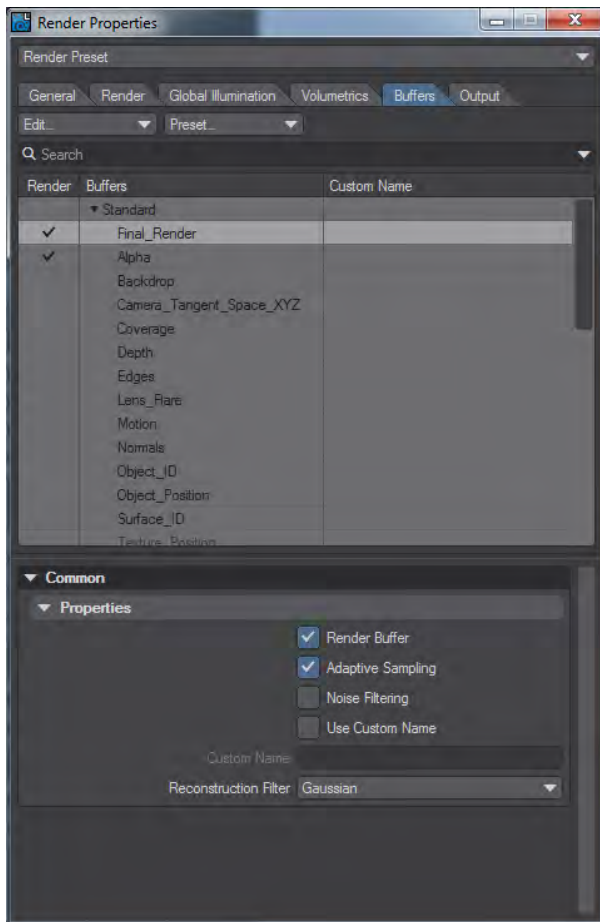 Render Properties
Render Preset
General Render Global Illumination Volumetrics Buffers Output
Edit... Preset...
Search
Render Buffers Custom Name
Standard
Final_Render
Alpha
Backdrop
Camera_Tangent_Space_XYZ
Coverage
Depth
Edges
Lens_Flare
Motion
Normals
Object_ID
Object_Position
Surface_ID
Texture_Position
Common
Properties
Render Buffer
Adaptive Sampling
Noise Filtering
Use Custom Name
Custom Name
Reconstruction Filter Gaussian